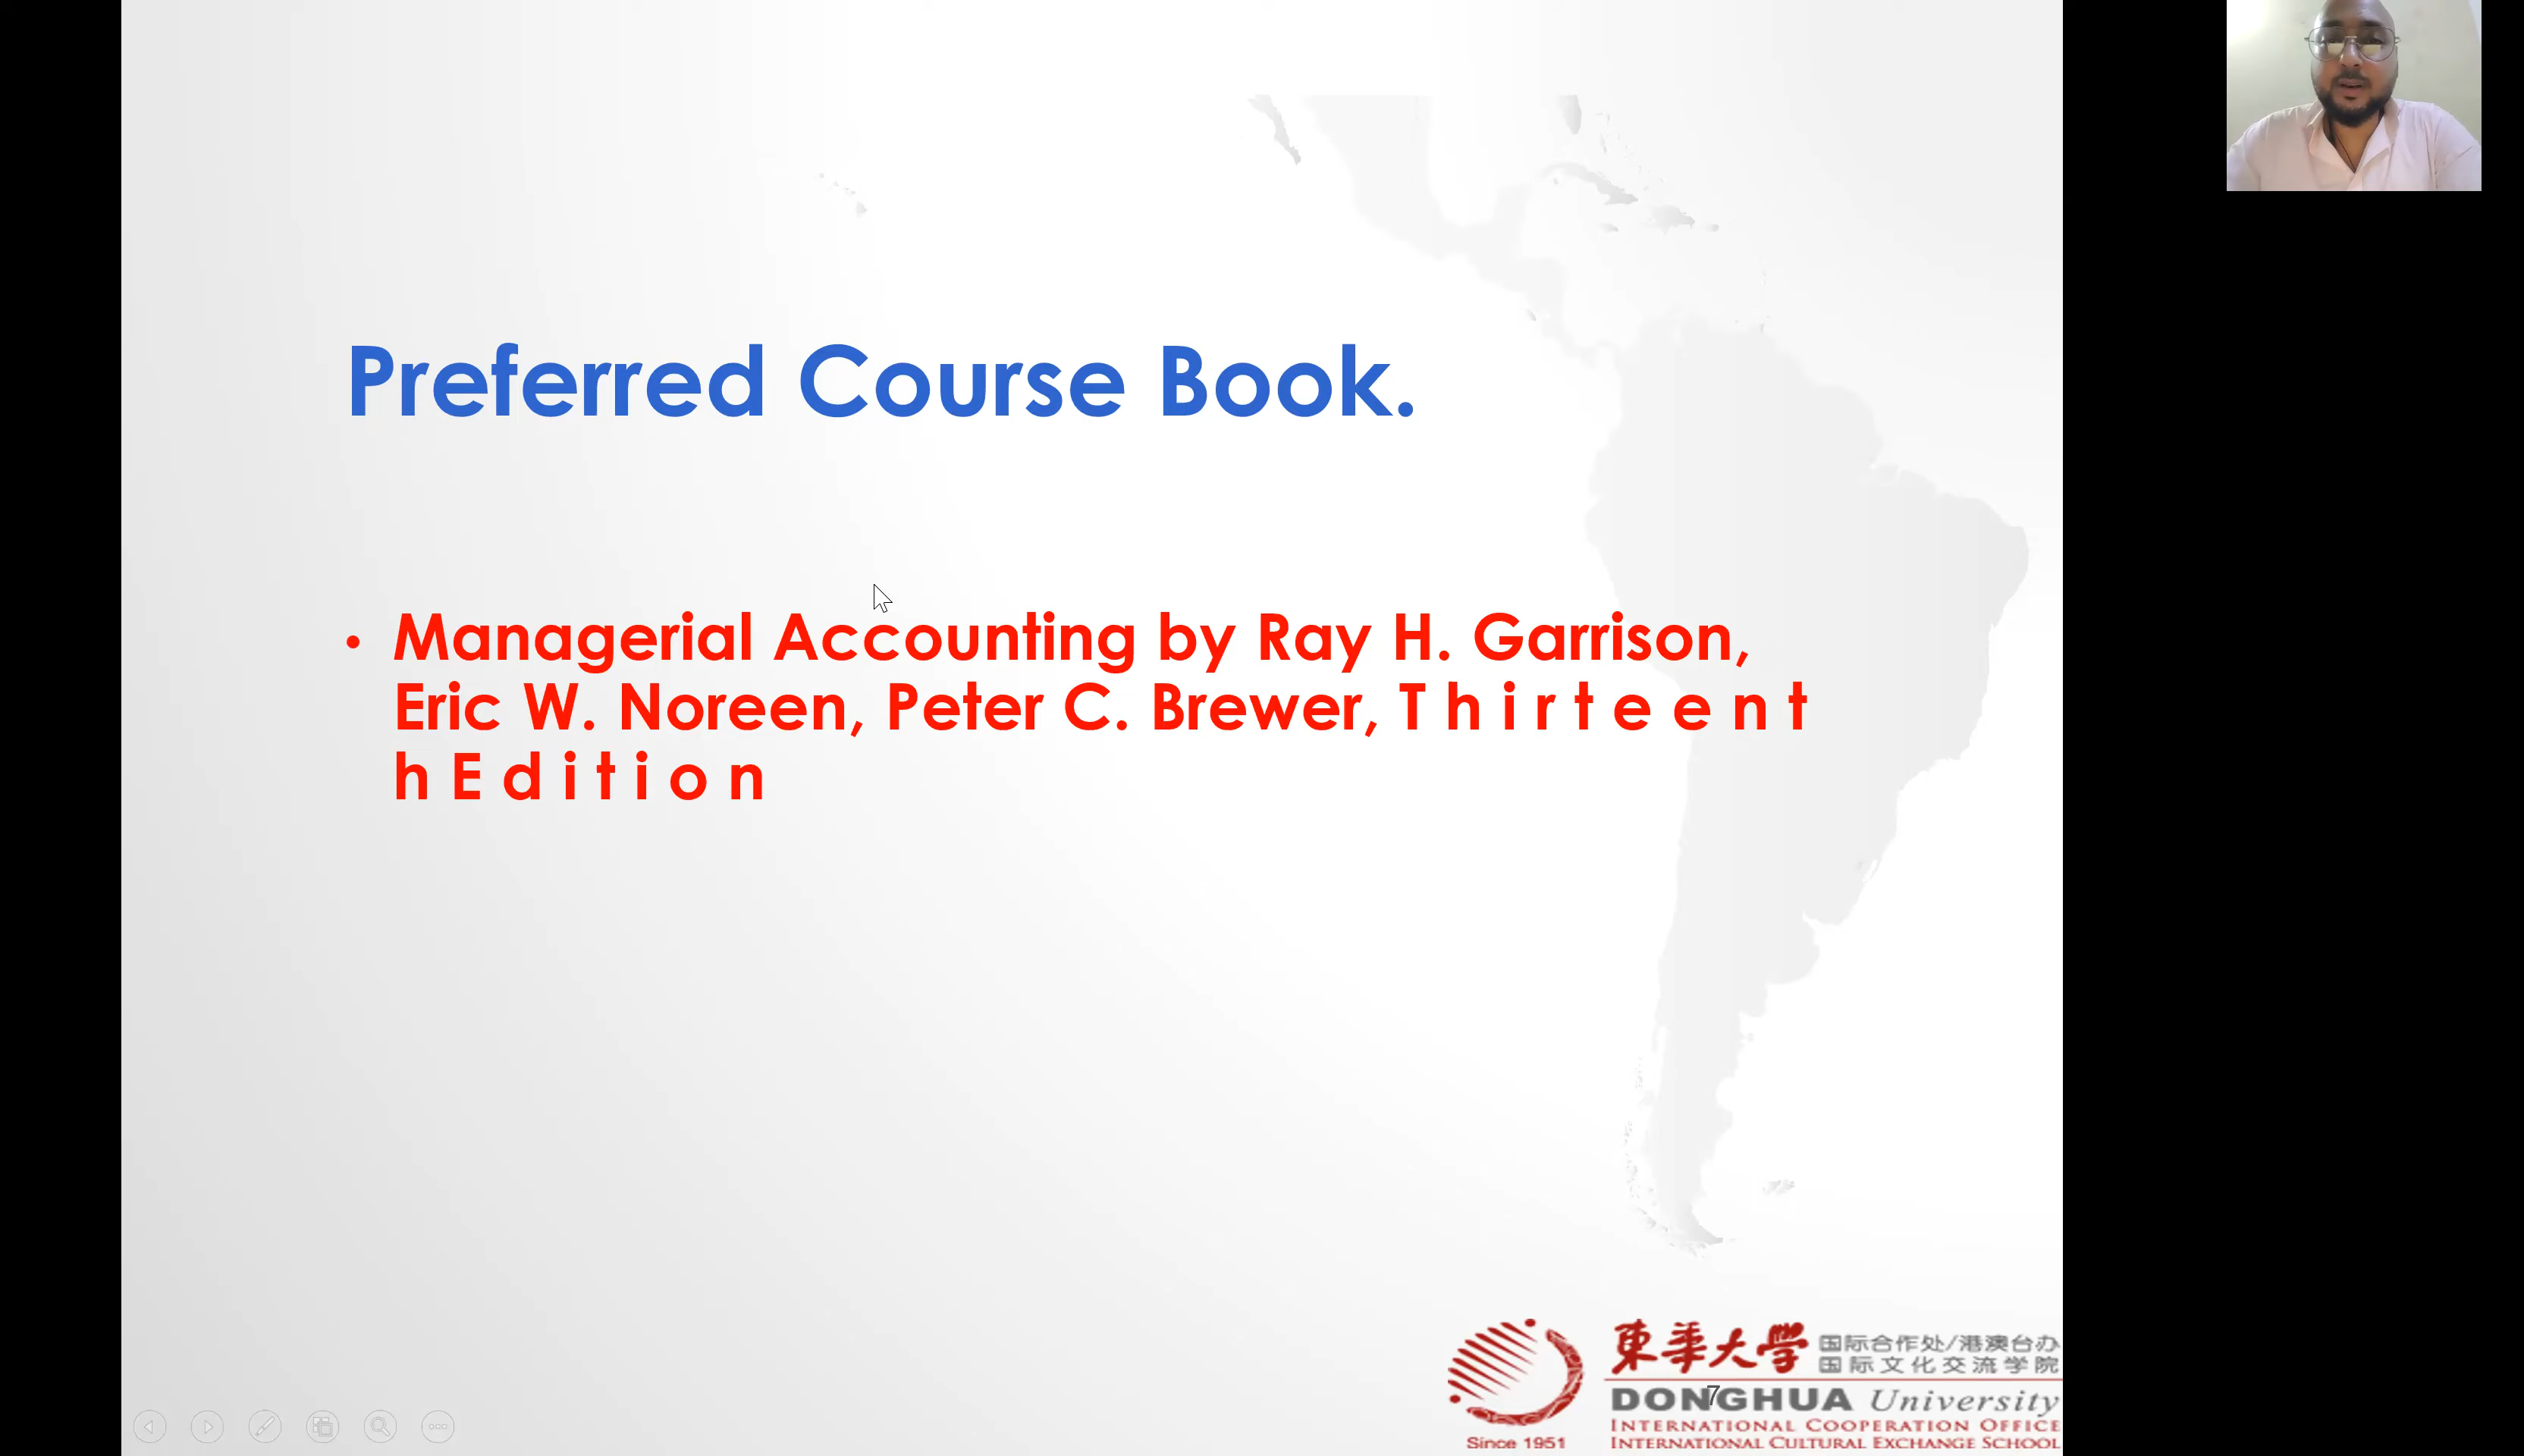 Preferred Course Book.
• Managerial Accounting by Ray H. Garrison,
Eric W. Noreen, Peter C. Brewer, T h i r t e e n t
h E d i t i o n
東華大學
国际合作处/港澳台办
国际文化交流学院
7
DONGHUA University
INTERNATIONAL COOPERATION OFFICE
INTERNATIONAL CULTURAL EXCHANGE SCHOOL
Since 1951